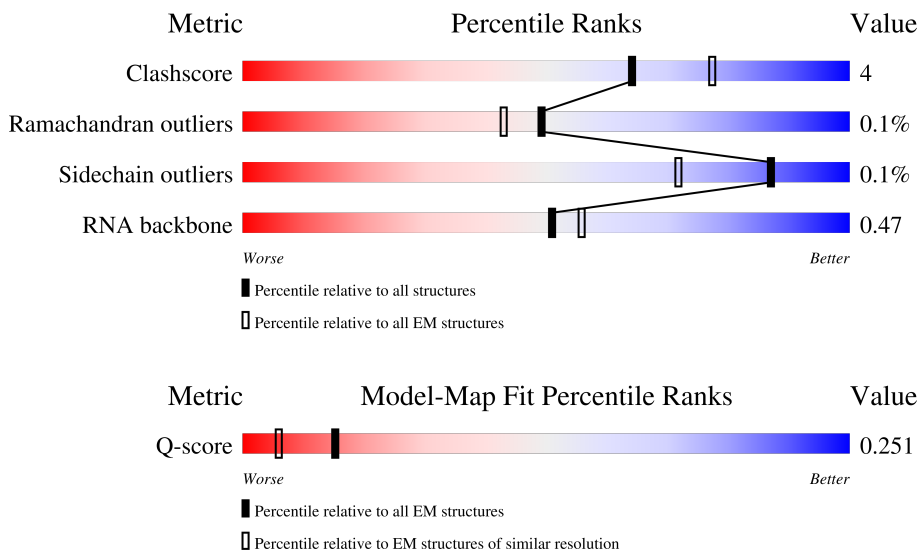 Metric Percentile Ranks Value
Clashscore 4
Ramachandran outliers 0.1%
Sidechain outliers 0.1%
RNA backbone 0.47
Worse Better
Percentile relative to all structures
Percentile relative to all EM structures
Metric Model-Map Fit Percentile Ranks Value
Q-score 0.251
Worse Better
Percentile relative to all EM structures
Percentile relative to EM structures of similar resolution